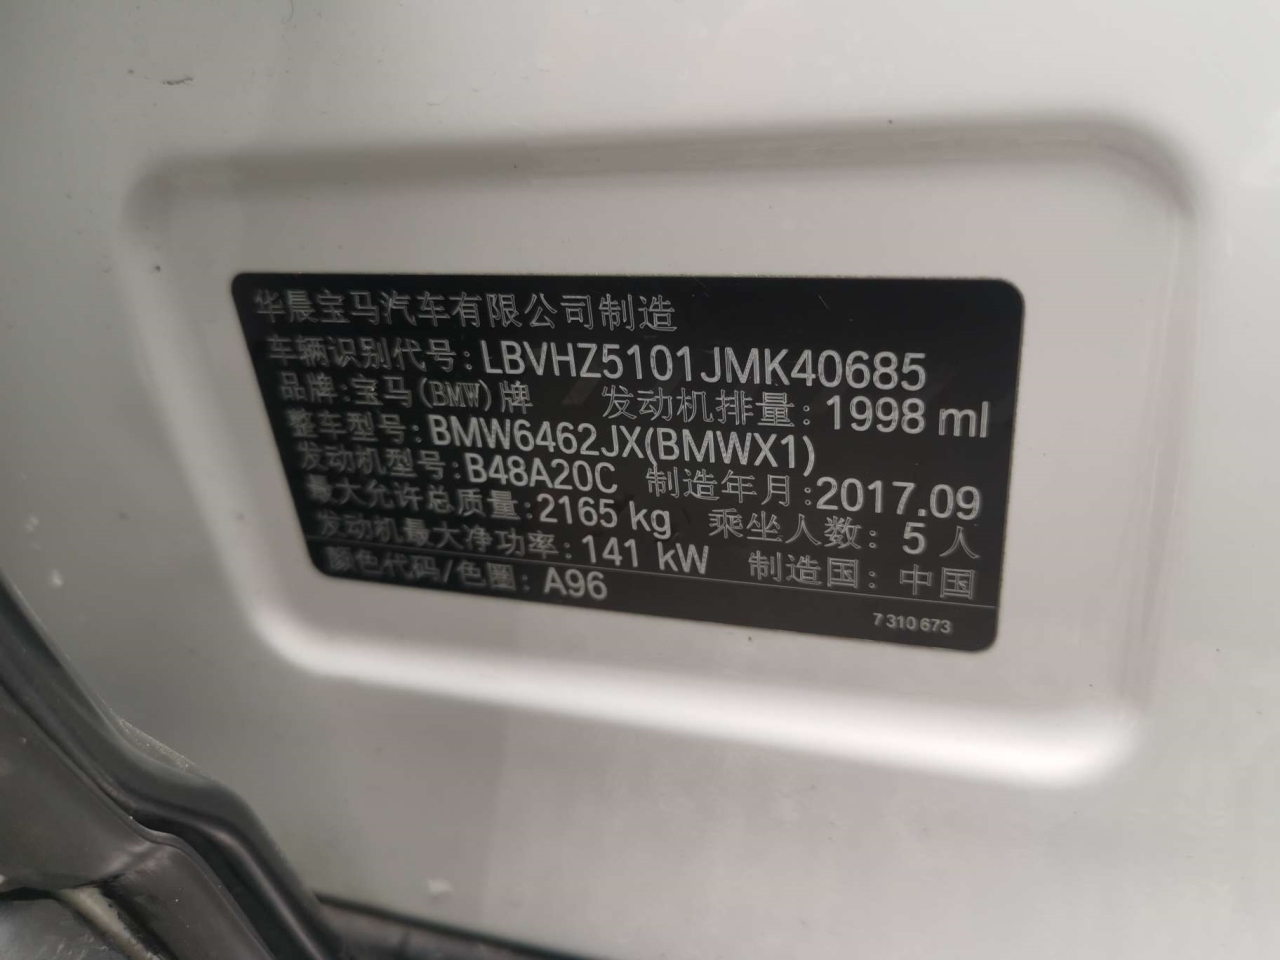 华晨宝马汽车有限公司制造
车辆识别代号: LBVHZ5101JMK40685
品牌: 宝马(BMW)牌 发动机排量: 1998 ml
整车型号: BMW6462JX(BMWX1)
发动机型号: B48A20C 制造年月: 2017.09
最大允许总质量: 2165 kg 乘坐人数: 5 人
发动机最大净功率: 141 kW 制造国: 中国
颜色代码/色圈: A96
7 310 673